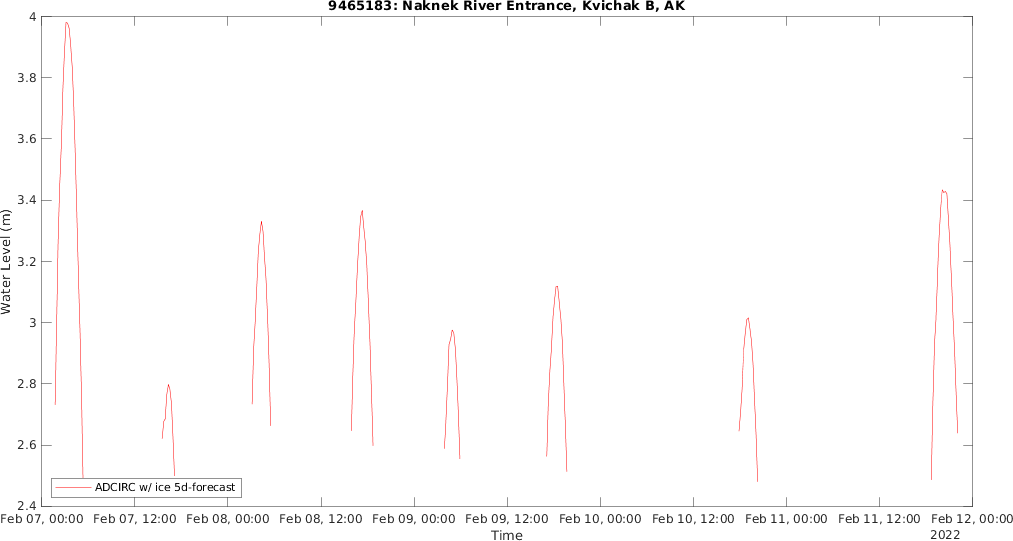 9465183: Naknek River Entrance, Kvichak B, AK
Water Level (m)
4
3.8
3.6
3.4
3.2
3
2.8
2.6
2.4
ADCIRC w/ ice 5d-forecast
Feb 07, 00:00 Feb 07, 12:00 Feb 08, 00:00 Feb 08, 12:00 Feb 09, 00:00 Feb 09, 12:00 Feb 10, 00:00 Feb 10, 12:00 Feb 11, 00:00 Feb 11, 12:00 Feb 12, 00:00
2022
Time